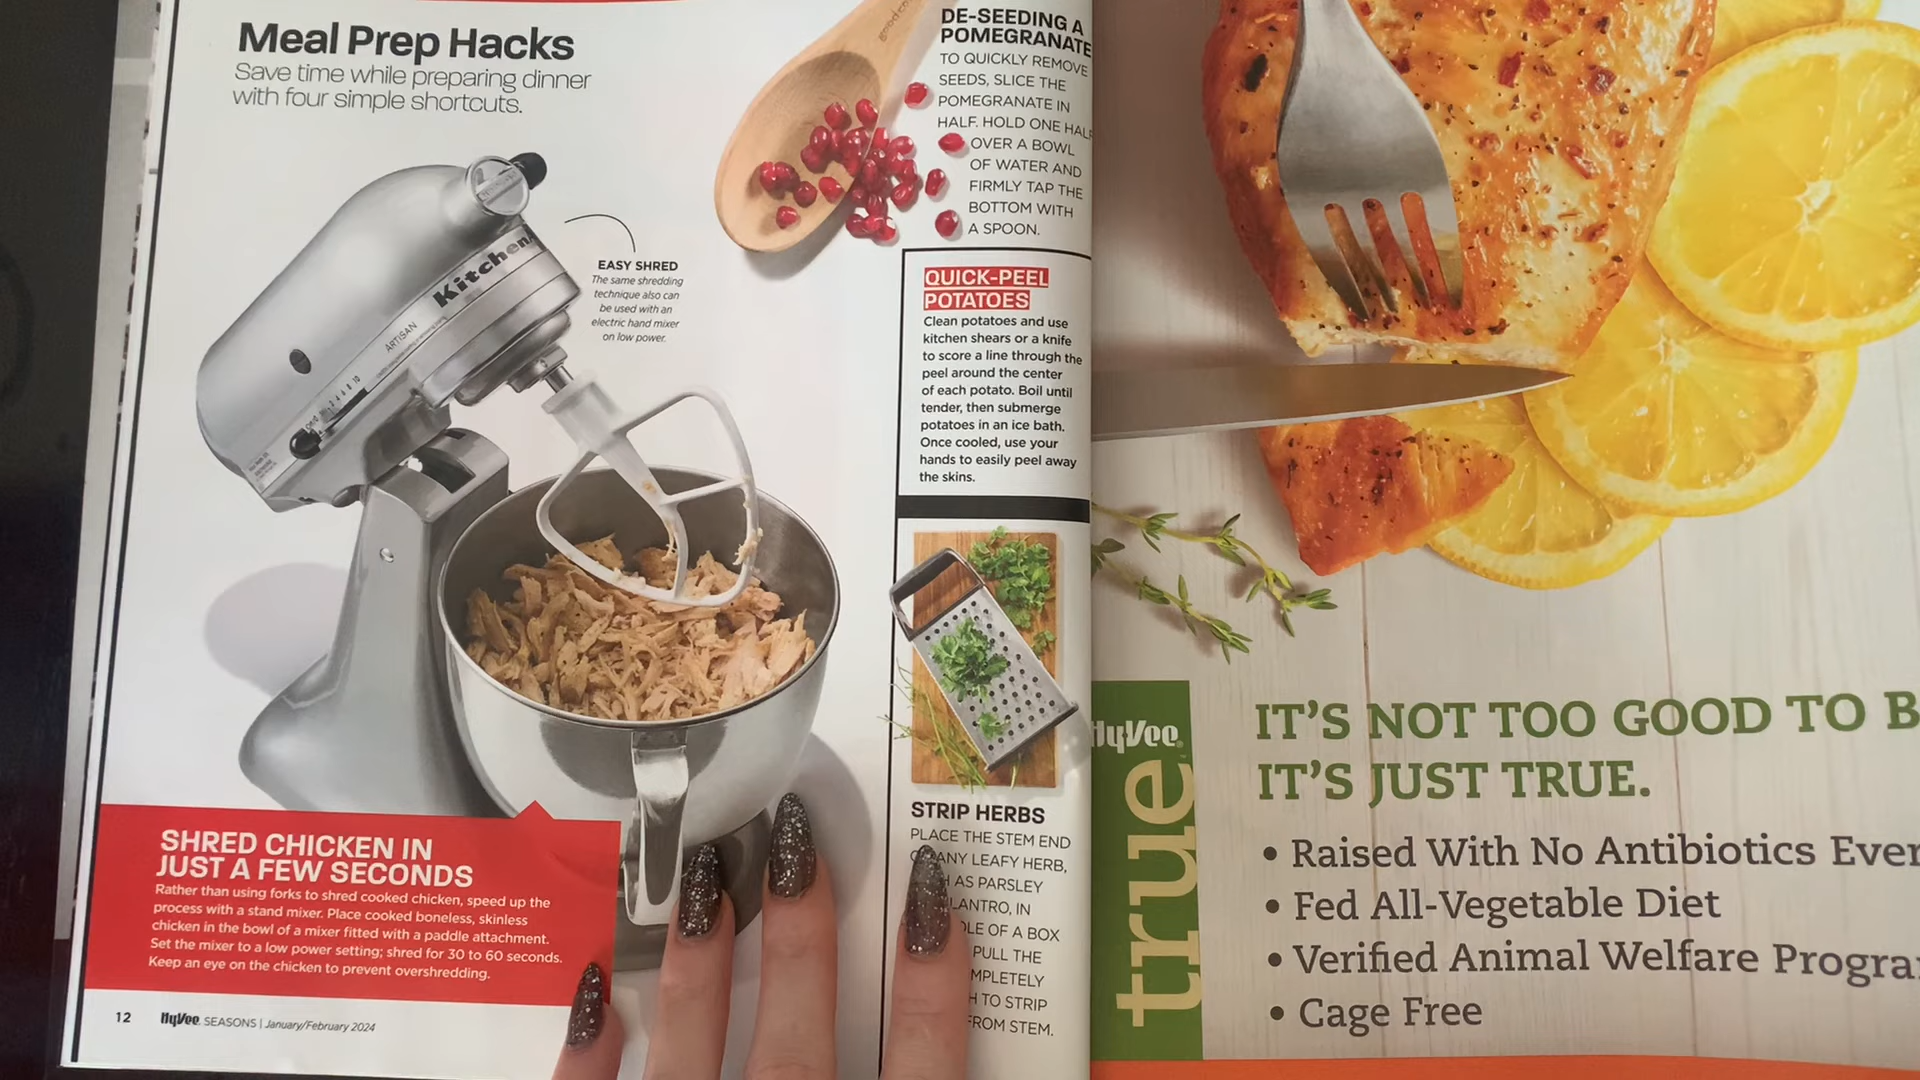 Meal Prep Hacks
Save time while preparing dinner
with four simple shortcuts.
KitchenA
ARTISAN
EASY SHRED
The same shredding
technique also can
be used with an
electric hand mixer
on low power.
SHRED CHICKEN IN
JUST A FEW SECONDS
Rather than using forks to shred cooked chicken, speed up the
process with a stand mixer. Place cooked boneless, skinless
chicken in the bowl of a mixer fitted with a paddle attachment.
Set the mixer to a low power setting; shred for 30 to 60 seconds.
Keep an eye on the chicken to prevent overshredding.
12 HyVee SEASONS | January/February 2024
DE-SEEDING A
POMEGRANATE
TO QUICKLY REMOVE
SEEDS, SLICE THE
POMEGRANATE IN
HALF. HOLD ONE HALF
OVER A BOWL
OF WATER AND
FIRMLY TAP THE
BOTTOM WITH
A SPOON.
QUICK-PEEL
POTATOES
Clean potatoes and use
kitchen shears or a knife
to score a line through the
peel around the center
of each potato. Boil until
tender, then submerge
potatoes in an ice bath.
Once cooled, use your
hands to easily peel away
the skins.
STRIP HERBS
PLACE THE STEM END
ANY LEAFY HERB,
AS PARSLEY
LANTRO, IN
OLE OF A BOX
PULL THE
MPLETELY
H TO STRIP
FROM STEM.
HyVee
true
IT'S NOT TOO GOOD TO B
IT'S JUST TRUE.
• Raised With No Antibiotics Ever
• Fed All-Vegetable Diet
• Verified Animal Welfare Progra
• Cage Free